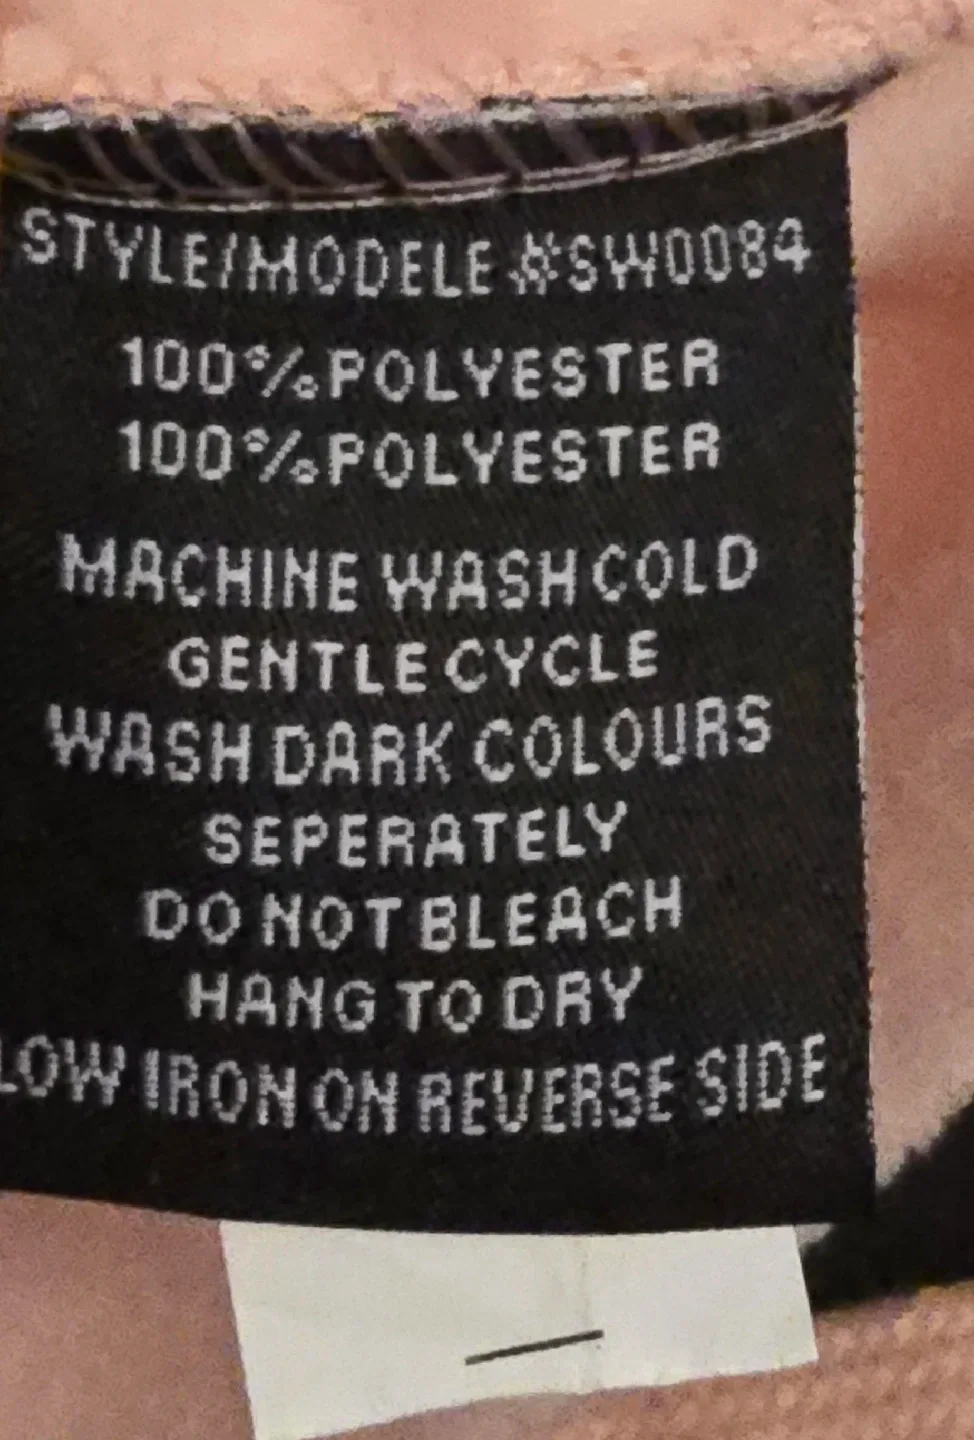 STYLE/MODELE #SW0084
100% POLYESTER
100% POLYESTER
MACHINE WASH COLD
GENTLE CYCLE
WASH DARK COLOURS
SEPERATELY
DO NOT BLEACH
HANG TO DRY
LOW IRON ON REVERSE SIDE